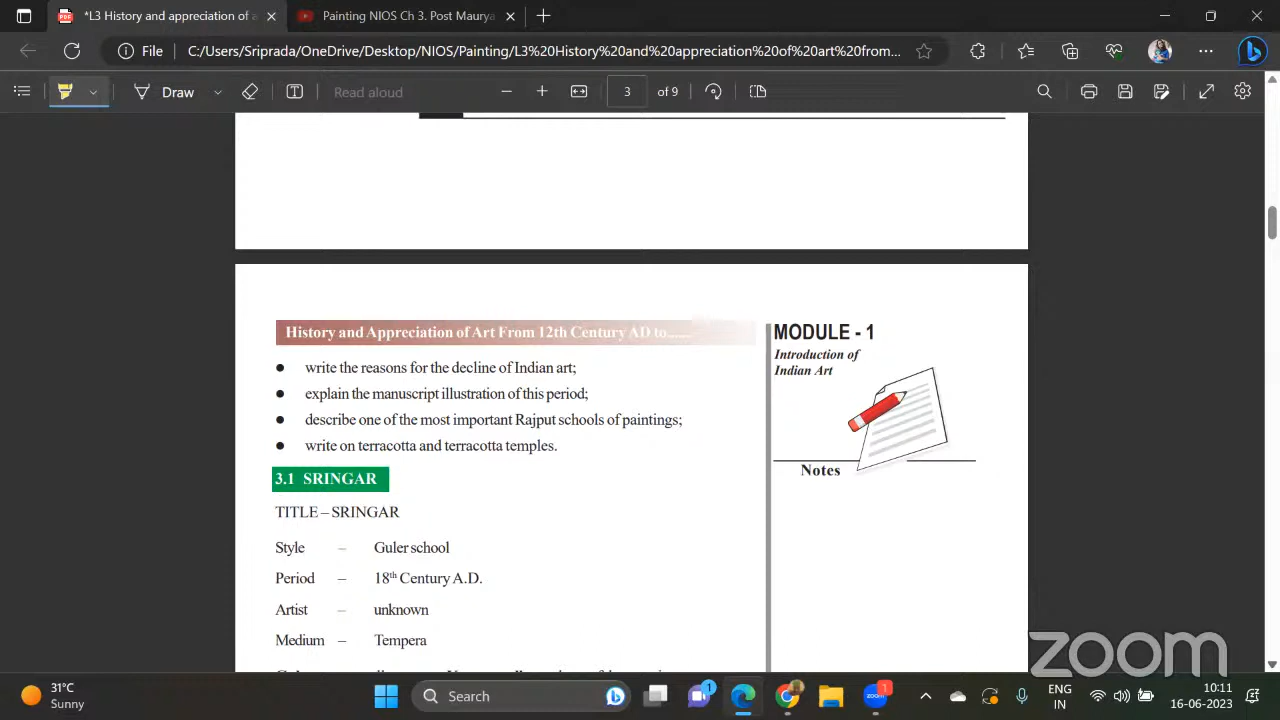 *L3 History and appreciation of a
Painting NIOS Ch 3. Post Maurya
File
C:/Users/Sriprada/OneDrive/Desktop/NIOS/Painting/L3%20History%20and%20appreciation%20of%20art%20from...
Draw
Read aloud
3
of 9
History and Appreciation of Art From 12th Century AD to......
MODULE - 1
Introduction of
Indian Art
Notes
● write the reasons for the decline of Indian art;
● explain the manuscript illustration of this period;
● describe one of the most important Rajput schools of paintings;
● write on terracotta and terracotta temples.
3.1 SRINGAR
TITLE – SRINGAR
Style – Guler school
Period – 18th Century A.D.
Artist – unknown
Medium – Tempera
zoom
31°C
Sunny
Search
1
zoom
1
ENG
IN
10:11
16-06-2023